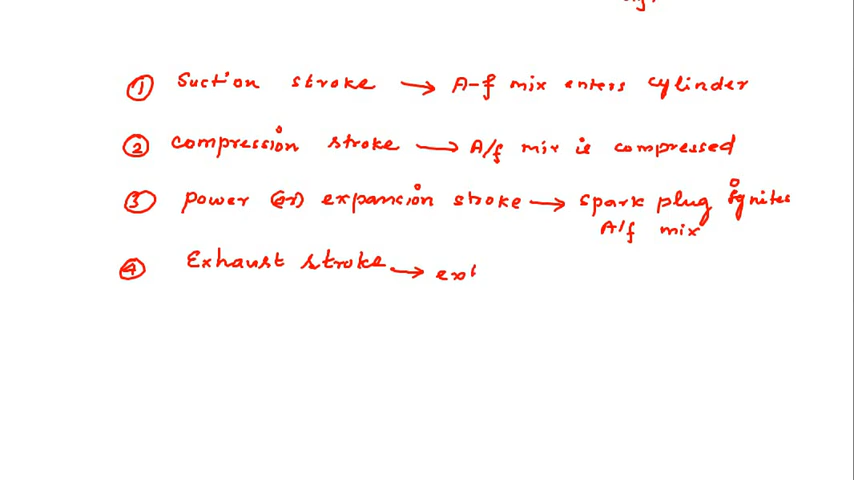 ① Suction stroke → A-f mix enters cylinder
② compression stroke → A/f mix is compressed
③ power (or) expansion stroke → spark plug ignites
A/f mix
④ Exhaust stroke →